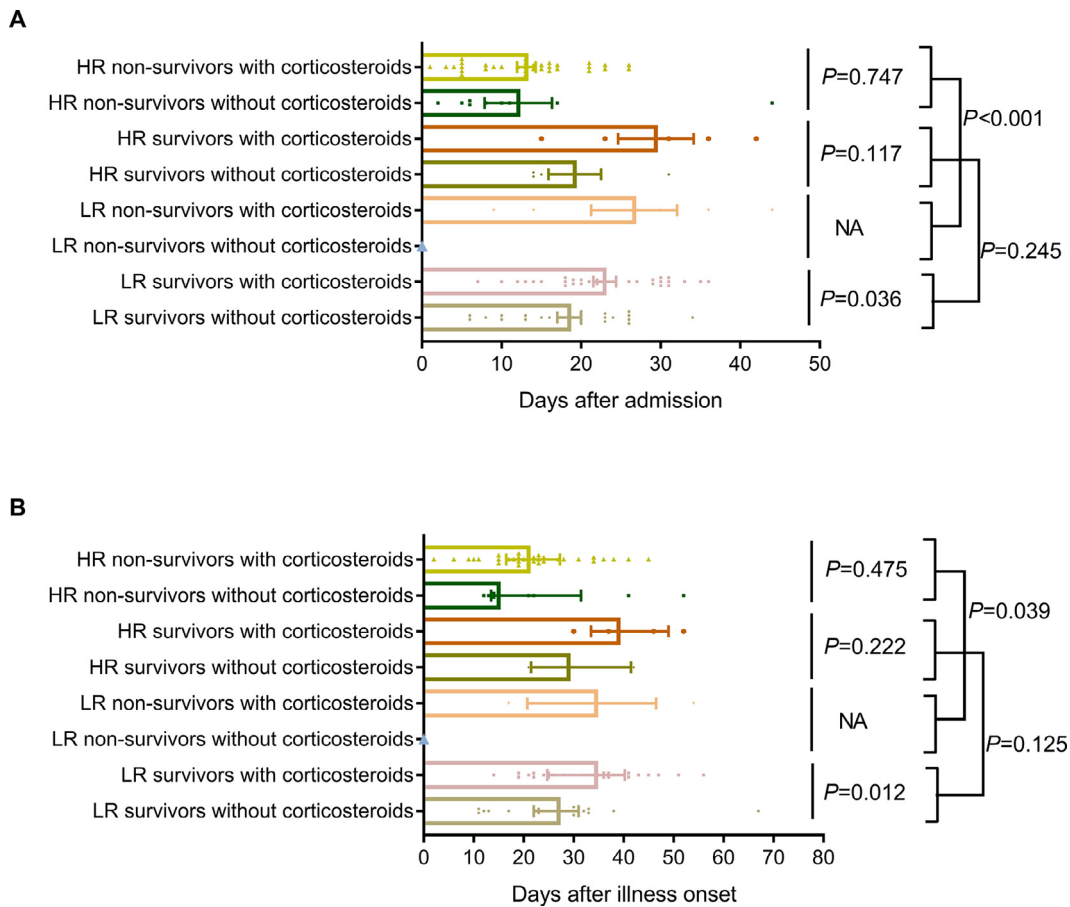 A
HR non-survivors with corticosteroids
HR non-survivors without corticosteroids
HR survivors with corticosteroids
HR survivors without corticosteroids
LR non-survivors with corticosteroids
LR non-survivors without corticosteroids
LR survivors with corticosteroids
LR survivors without corticosteroids
0 10 20 30 40 50
Days after admission
P=0.747
P<0.001
P=0.117
NA
P=0.245
P=0.036
B
HR non-survivors with corticosteroids
HR non-survivors without corticosteroids
HR survivors with corticosteroids
HR survivors without corticosteroids
LR non-survivors with corticosteroids
LR non-survivors without corticosteroids
LR survivors with corticosteroids
LR survivors without corticosteroids
0 10 20 30 40 50 60 70 80
Days after illness onset
P=0.475
P=0.039
P=0.222
NA
P=0.125
P=0.012